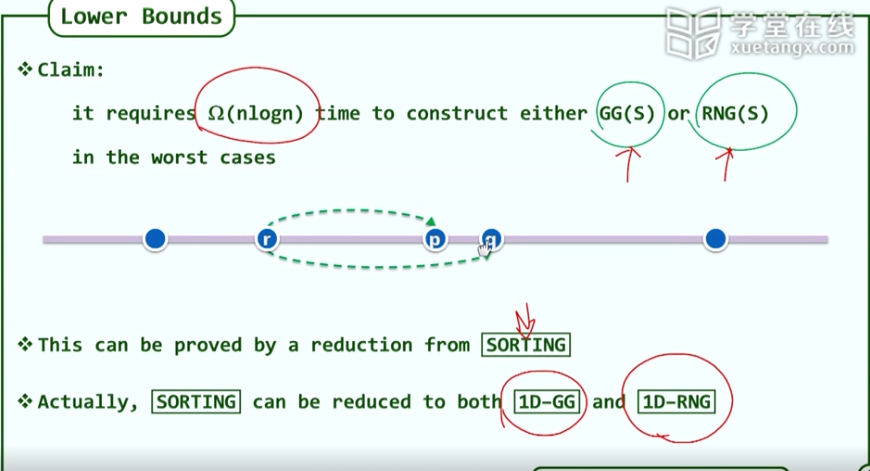 Lower Bounds
学堂在线
xuetangx.com
❖Claim:
it requires Ω(nlogn) time to construct either GG(S) or RNG(S)
in the worst cases
r p q
❖This can be proved by a reduction from SORTING
❖Actually, SORTING can be reduced to both 1D-GG and 1D-RNG